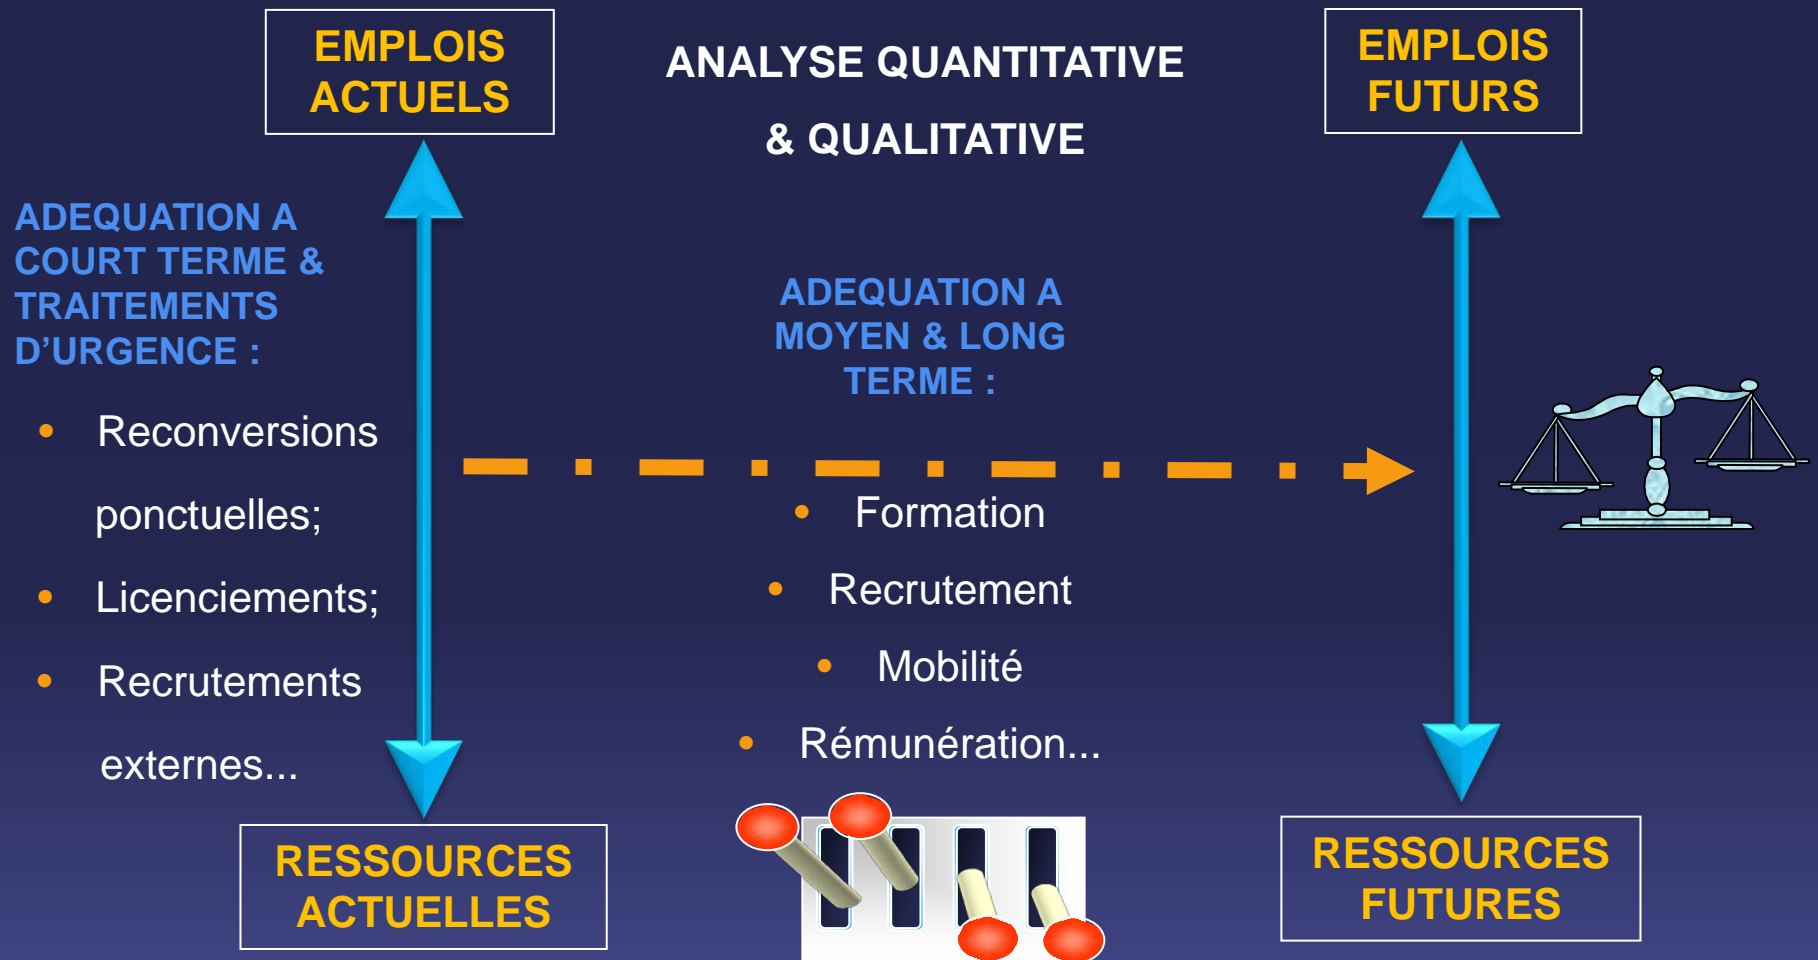 EMPLOIS
ACTUELS
ANALYSE QUANTITATIVE
& QUALITATIVE
EMPLOIS
FUTURS
ADEQUATION A
COURT TERME &
TRAITEMENTS
D’URGENCE :
• Reconversions
ponctuelles;
• Licenciements;
• Recrutements
externes...
ADEQUATION A
MOYEN & LONG
TERME :
• Formation
• Recrutement
• Mobilité
• Rémunération...
RESSOURCES
ACTUELLES
RESSOURCES
FUTURES